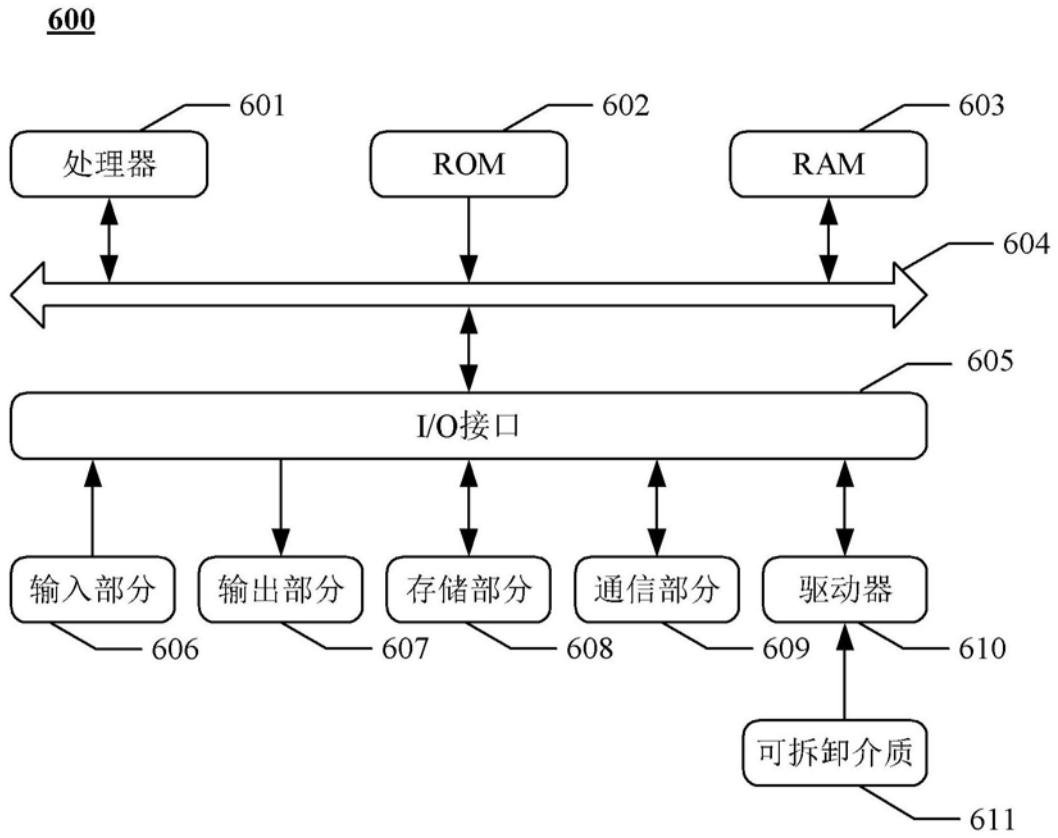 600
601
602
603
处理器
ROM
RAM
604
605
I/O接口
输入部分
输出部分
存储部分
通信部分
驱动器
606
607
608
609
610
可拆卸介质
611